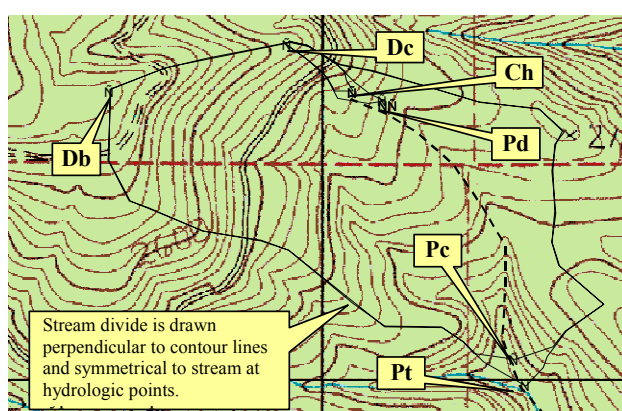 Dc
Ch
Db
Pd
2600
Pc
Stream divide is drawn
perpendicular to contour lines
and symmetrical to stream at
hydrologic points.
Pt